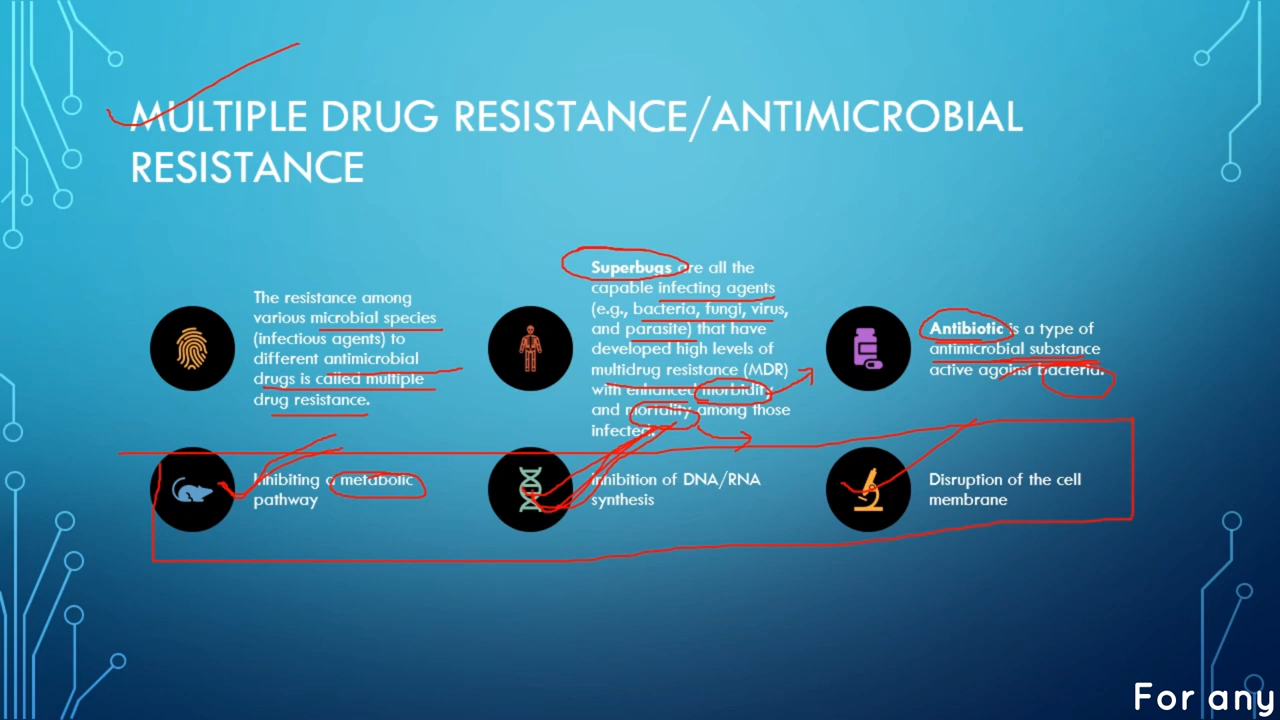 MULTIPLE DRUG RESISTANCE/ANTIMICROBIAL
RESISTANCE
The resistance among
various microbial species
(infectious agents) to
different antimicrobial
drugs is called multiple
drug resistance.
Superbugs are all the
capable infecting agents
(e.g., bacteria, fungi, virus,
and parasite) that have
developed high levels of
multidrug resistance (MDR)
with enhanced morbidity
and mortality among those
infected.
Antibiotic is a type of
antimicrobial substance
active against bacteria.
Inhibiting a metabolic
pathway
Inhibition of DNA/RNA
synthesis
Disruption of the cell
membrane
For any